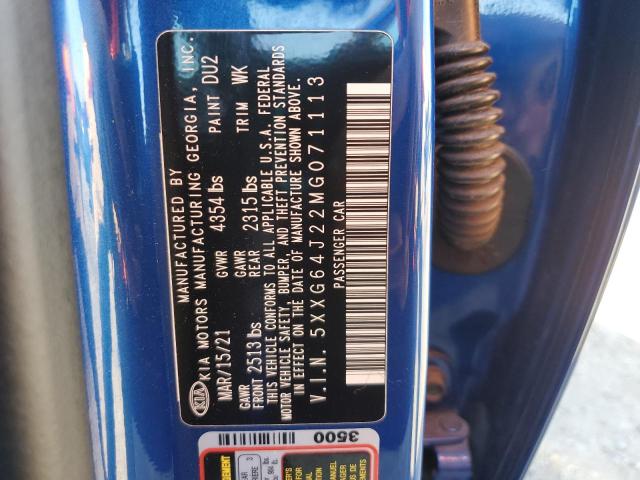 MANUFACTURED BY
KIA KIA MOTORS MANUFACTURING GEORGIA, INC.
MAR/15/21 GVWR 4354 lbs PAINT DU2
GAWR FRONT 2513 lbs GAWR REAR 2315 lbs TRIM WK
THIS VEHICLE CONFORMS TO ALL APPLICABLE U.S.A. FEDERAL
MOTOR VEHICLE SAFETY, BUMPER, AND THEFT PREVENTION STANDARDS
IN EFFECT ON THE DATE OF MANUFACTURE SHOWN ABOVE.
V.I.N. 5XXG64J22MG071113
PASSENGER CAR
3500